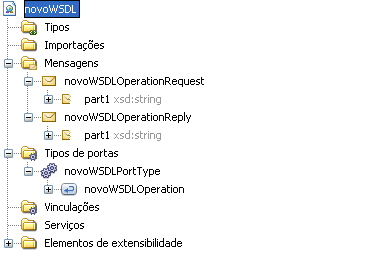 novoWSDL
Tipos
Importações
Mensagens
novoWSDLOperationRequest
part1 xsd:string
novoWSDLOperationReply
part1 xsd:string
Tipos de portas
novoWSDLPortType
novoWSDLOperation
Vinculações
Serviços
Elementos de extensibilidade